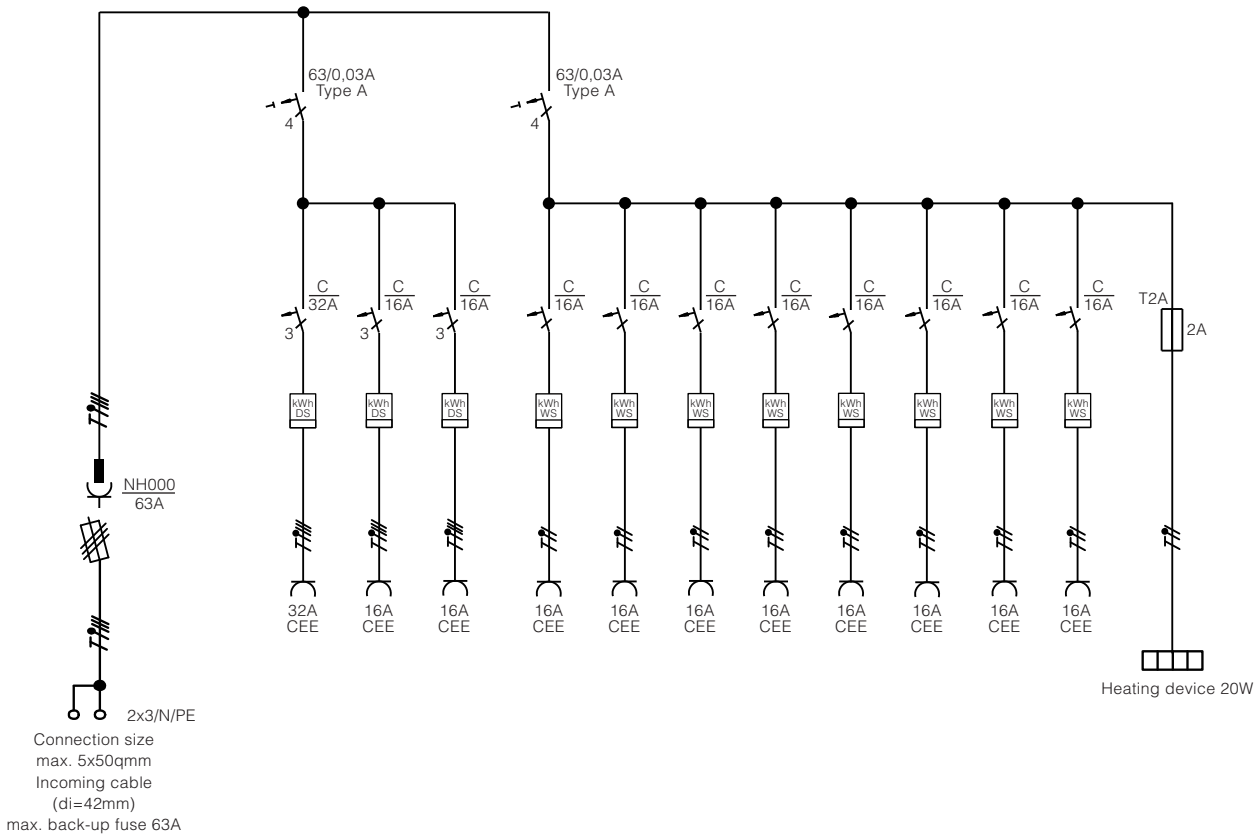 63/0,03A
Type A
4
63/0,03A
Type A
4
C
32A
3
C
16A
3
C
16A
3
C
16A
C
16A
C
16A
C
16A
C
16A
C
16A
C
16A
C
16A
T2A
2A
kWh
DS
kWh
DS
kWh
DS
kWh
WS
kWh
WS
kWh
WS
kWh
WS
kWh
WS
kWh
WS
kWh
WS
kWh
WS
NH000
63A
32A
CEE
16A
CEE
16A
CEE
16A
CEE
16A
CEE
16A
CEE
16A
CEE
16A
CEE
16A
CEE
16A
CEE
16A
CEE
Heating device 20W
2x3/N/PE
Connection size
max. 5x50qmm
Incoming cable
(di=42mm)
max. back-up fuse 63A